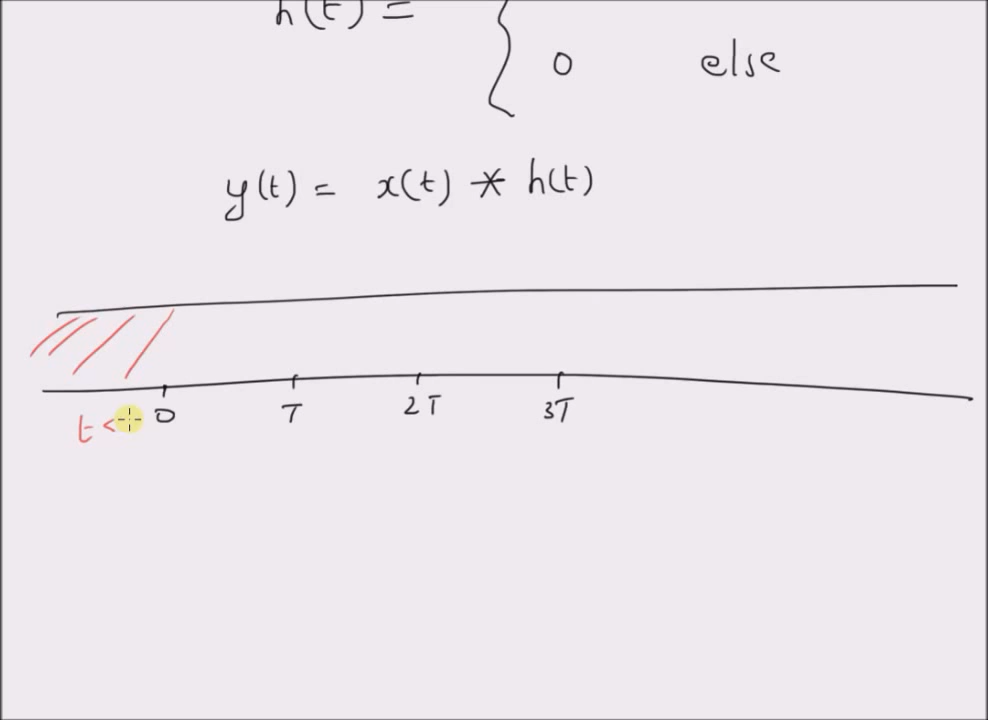 h(t) = {
0 else
y(t) = x(t) * h(t)
0 T 2T 3T
t <